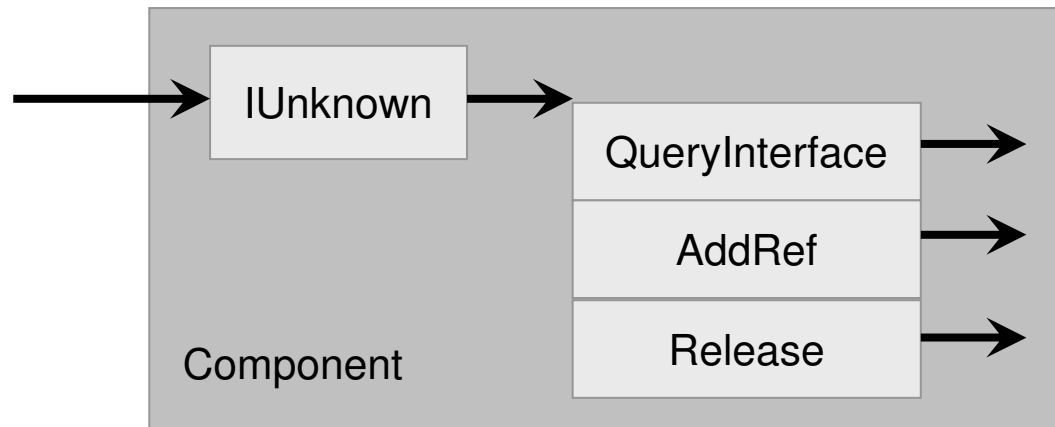 IUnknown
QueryInterface
AddRef
Release
Component